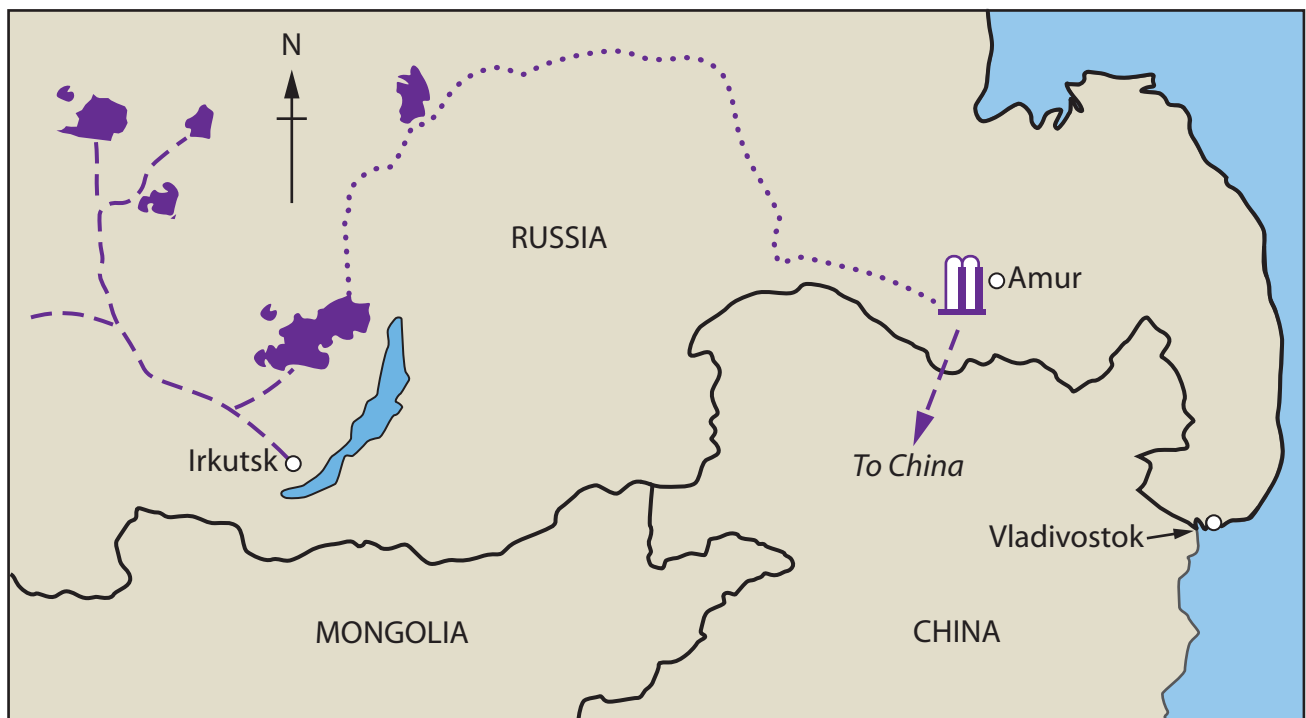 N
RUSSIA
Amur
Irkutsk
To China
Vladivostok
MONGOLIA
CHINA